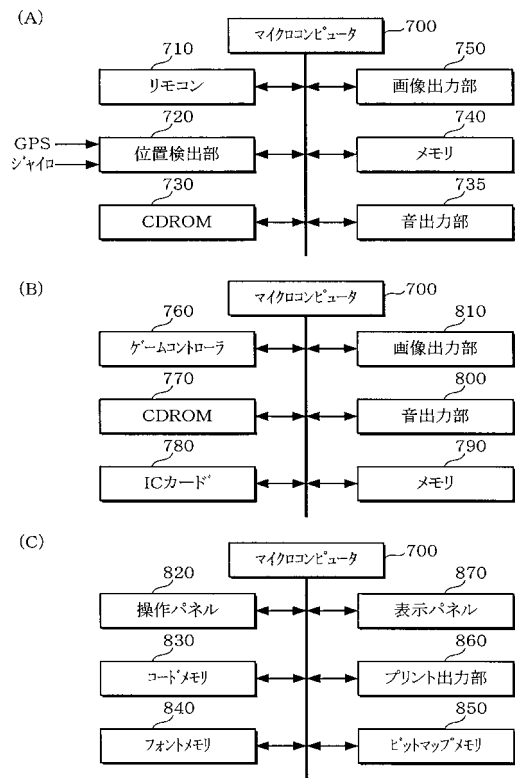 (A)
マイクロコンピュータ
700
710
750
リモコン
画像出力部
720
740
GPS
ジャイロ
位置検出部
メモリ
730
735
CDROM
音出力部
(B)
マイクロコンピュータ
700
760
810
ゲームコントローラ
画像出力部
770
800
CDROM
音出力部
780
790
ICカード
メモリ
(C)
マイクロコンピュータ
700
820
870
操作パネル
表示パネル
830
860
コードメモリ
プリント出力部
840
850
フォントメモリ
ビットマップメモリ